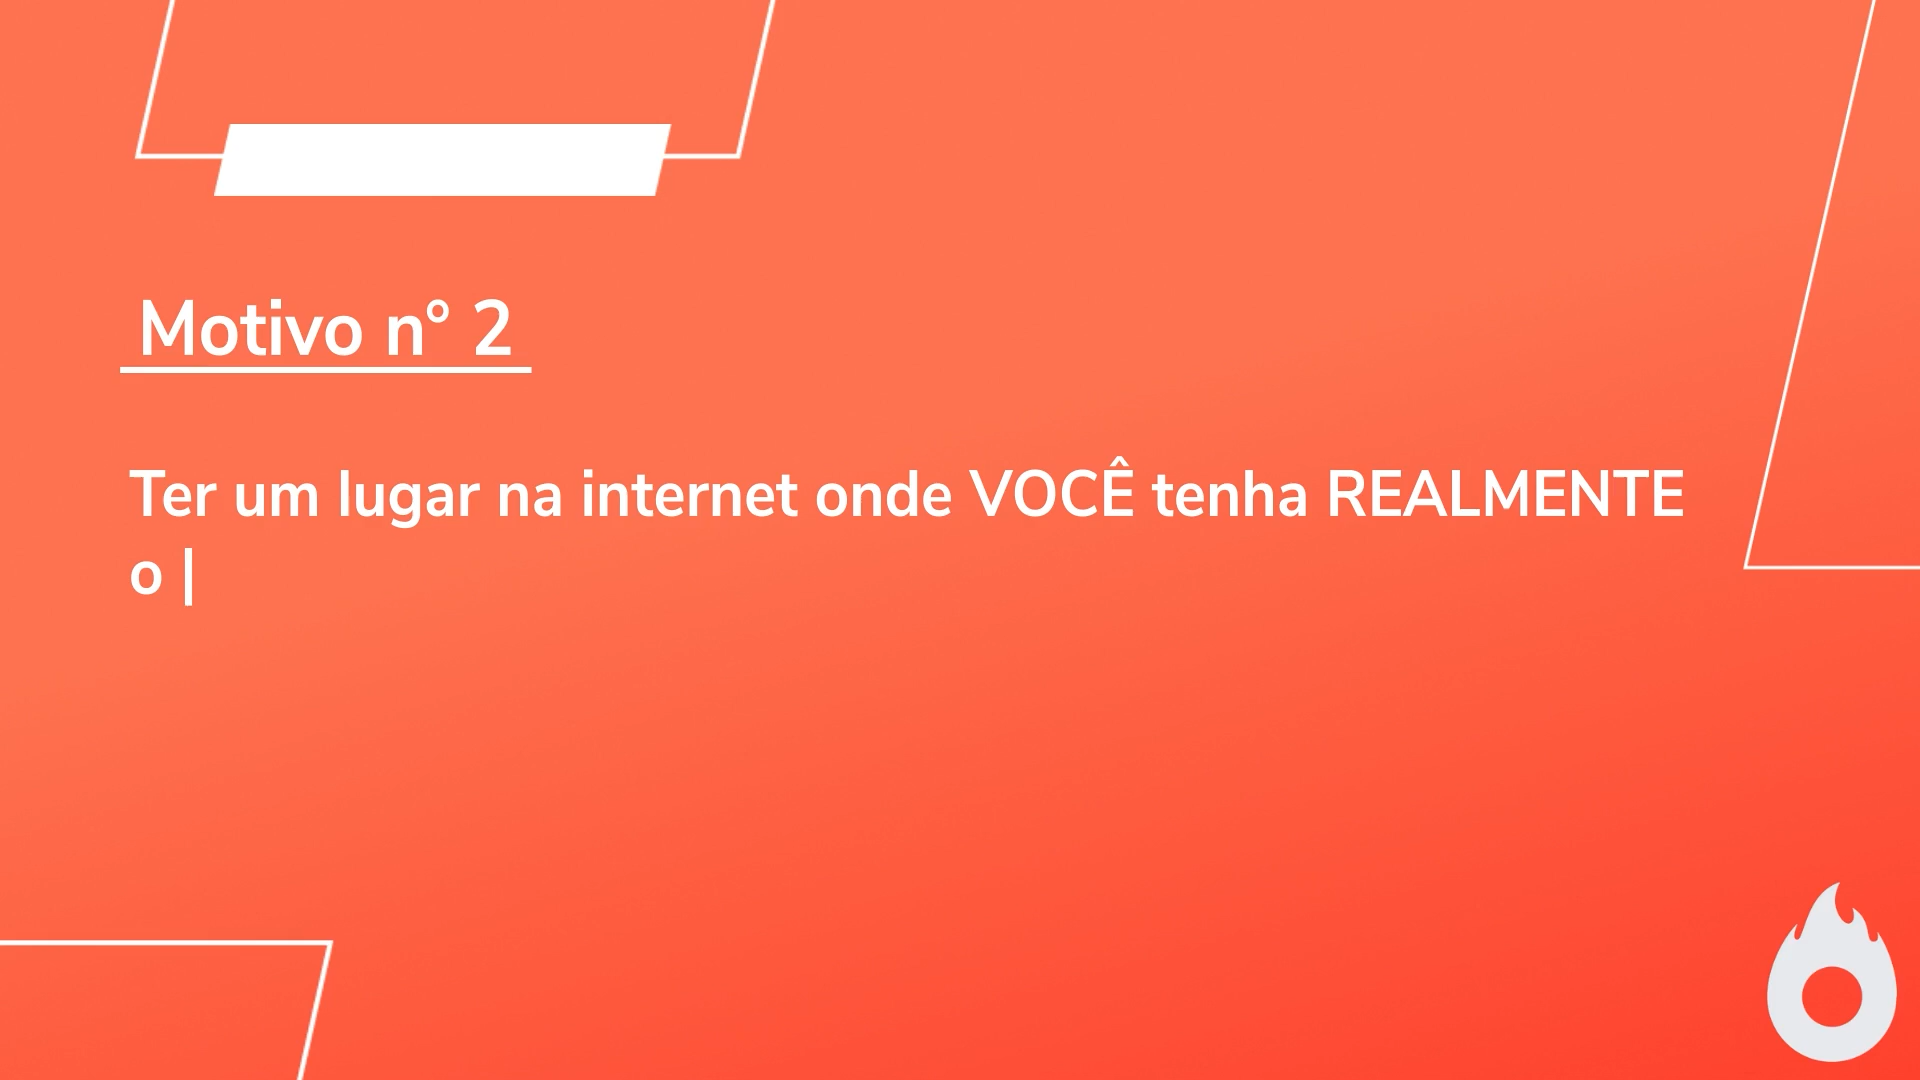 Motivo n° 2
Ter um lugar na internet onde VOCÊ tenha REALMENTE
o |